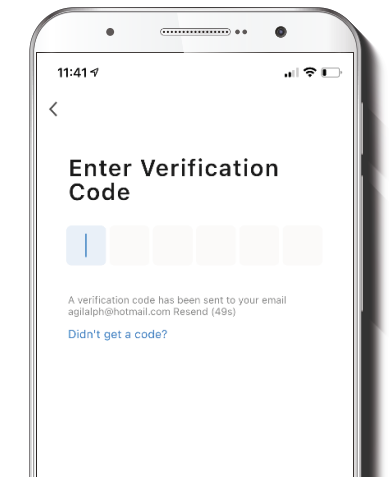 11:41
Enter Verification
Code
A verification code has been sent to your email
agilalph@hotmail.com Resend (49s)
Didn't get a code?